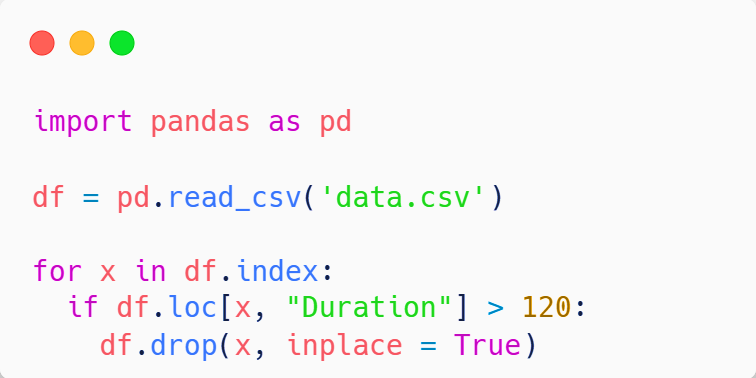 import pandas as pd
df = pd.read_csv('data.csv')
for x in df.index:
  if df.loc[x, "Duration"] > 120:
    df.drop(x, inplace = True)